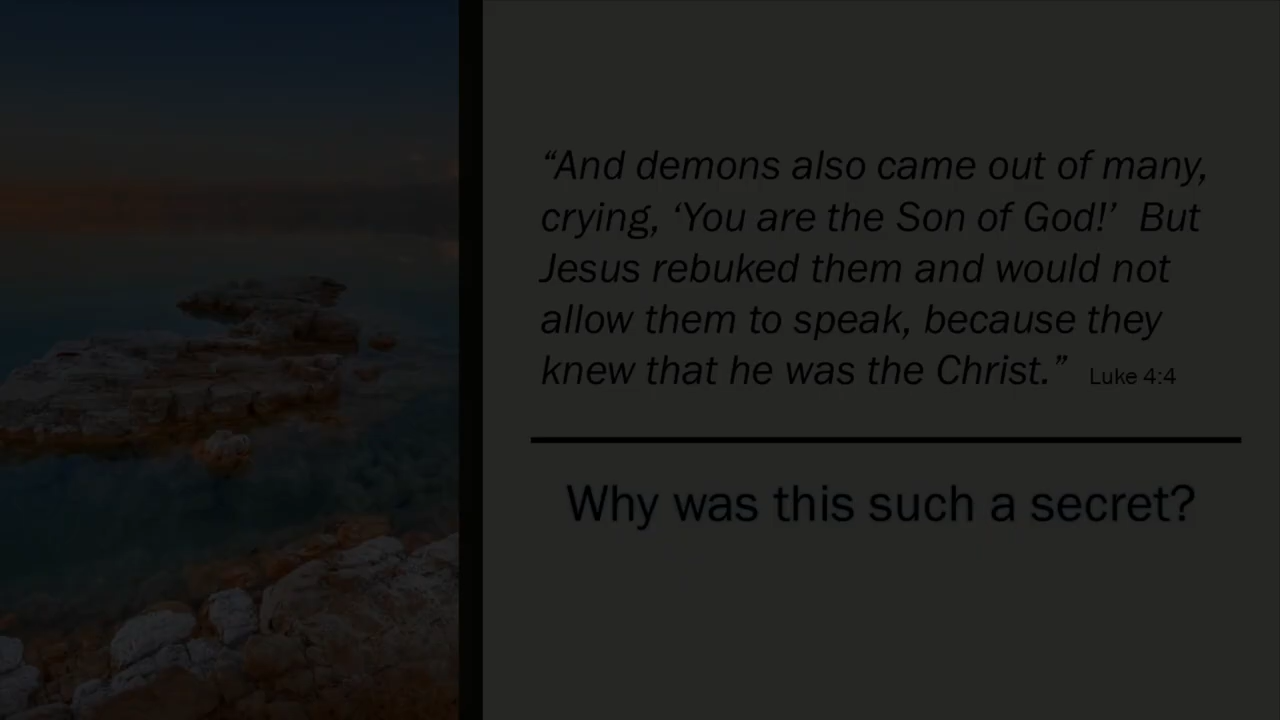 “And demons also came out of many,
crying, ‘You are the Son of God!’  But
Jesus rebuked them and would not
allow them to speak, because they
knew that he was the Christ.”  Luke 4:4
Why was this such a secret?